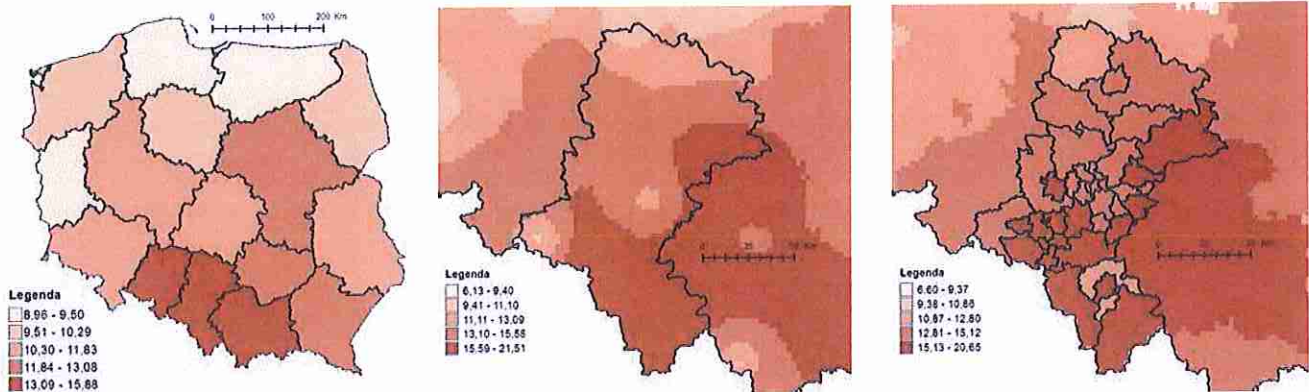 0 100 200 Km
Legenda
8,96 - 9,50
9,51 - 10,29
10,30 - 11,83
11,84 - 13,08
13,09 - 15,88
Legenda
6,13 - 9,40
9,41 - 11,10
11,11 - 13,09
13,10 - 15,58
15,59 - 21,51
Legenda
6,60 - 9,37
9,38 - 10,86
10,87 - 12,80
12,81 - 15,12
15,13 - 20,65